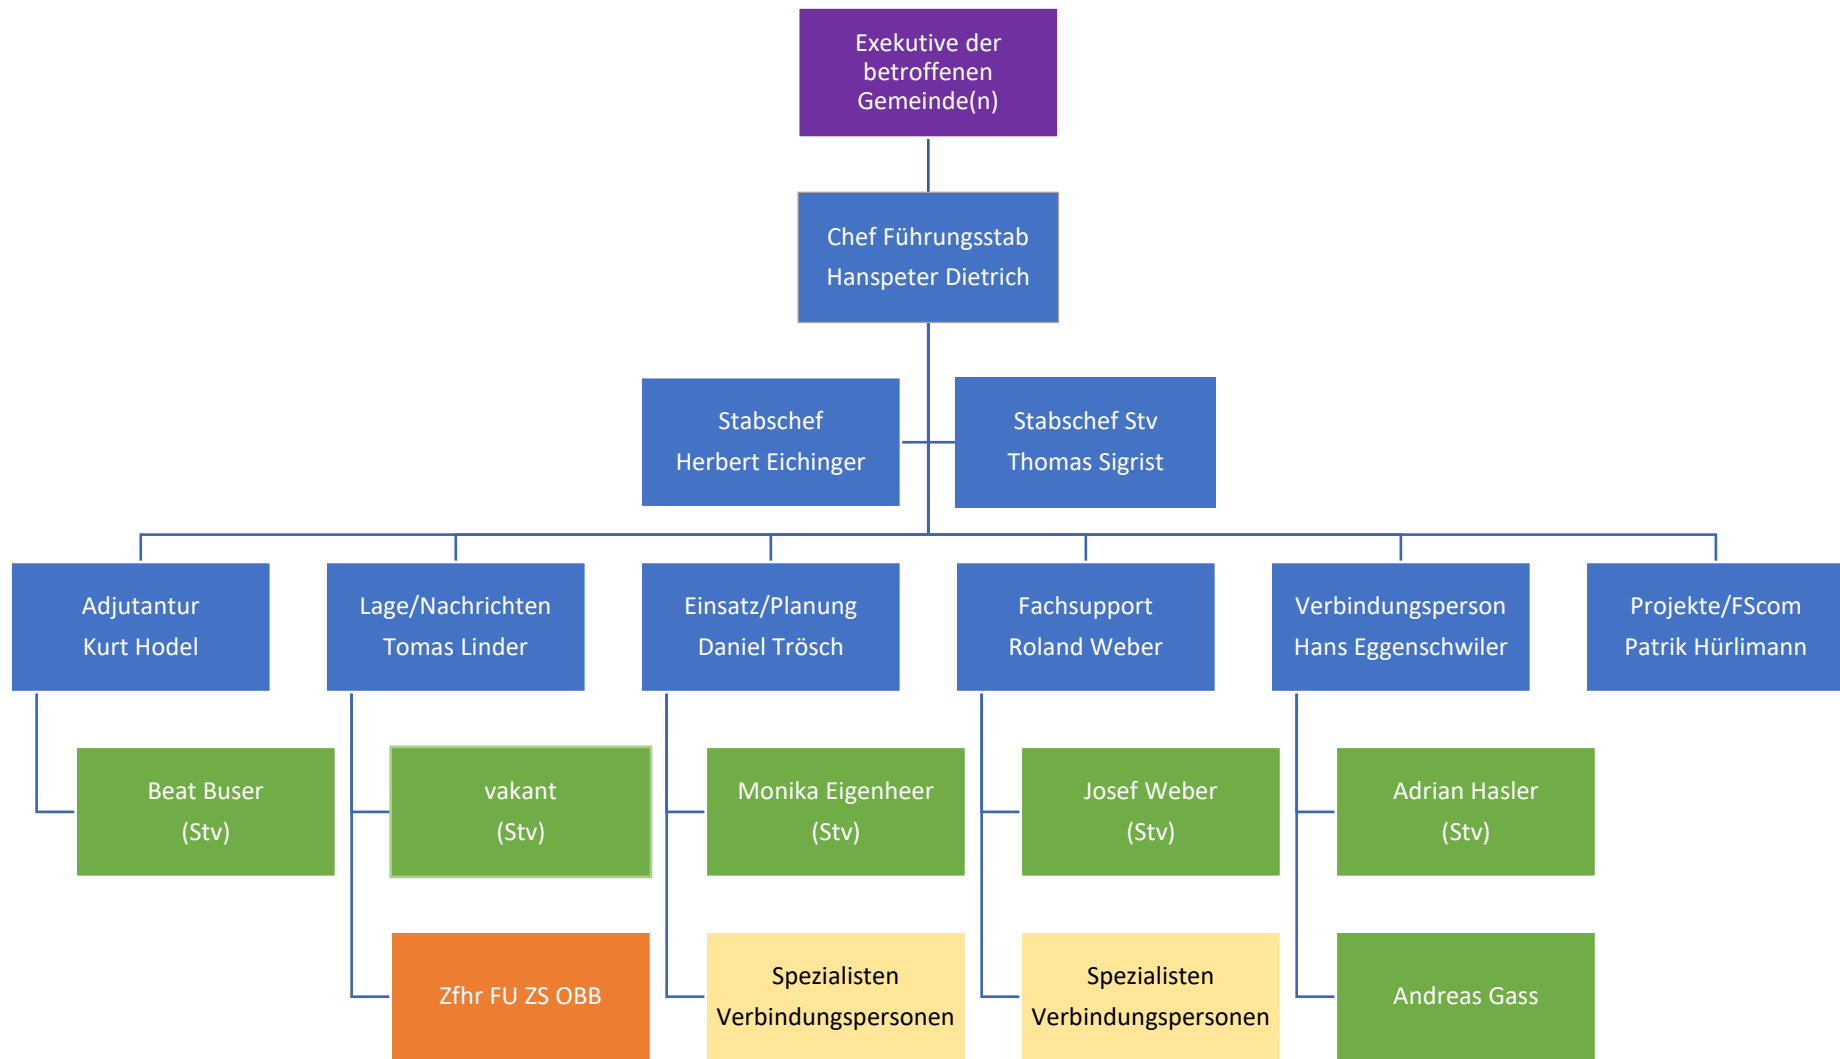 Exekutive der
betroffenen
Gemeinde(n)
Chef Führungsstab
Hanspeter Dietrich
Stabschef
Herbert Eichinger
Stabschef Stv
Thomas Sigrist
Adjutantur
Kurt Hodel
Lage/Nachrichten
Tomas Linder
Einsatz/Planung
Daniel Trösch
Fachsupport
Roland Weber
Verbindungsperson
Hans Eggenschwiler
Projekte/FScom
Patrik Hürlimann
Beat Buser
(Stv)
vakant
(Stv)
Monika Eigenheer
(Stv)
Josef Weber
(Stv)
Adrian Hasler
(Stv)
Zfhr FU ZS OBB
Spezialisten
Verbindungspersonen
Spezialisten
Verbindungspersonen
Andreas Gass